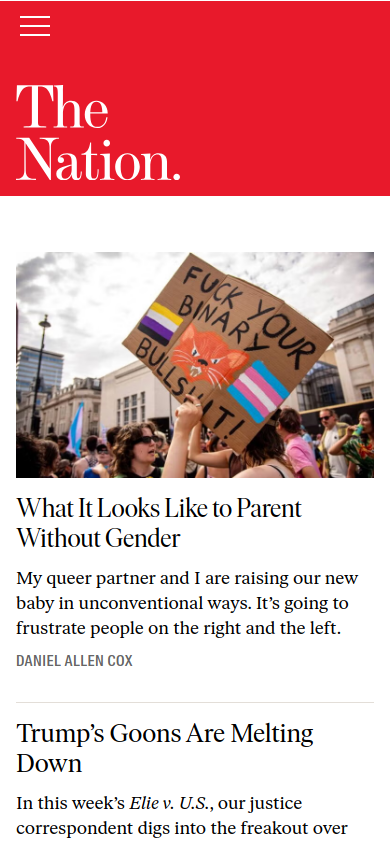 The
Nation.
FUCK YOUR
BINARY
BULLSHIT!
What It Looks Like to Parent
Without Gender
My queer partner and I are raising our new
baby in unconventional ways. It’s going to
frustrate people on the right and the left.
DANIEL ALLEN COX
Trump’s Goons Are Melting
Down
In this week’s Elie v. U.S., our justice
correspondent digs into the freakout over